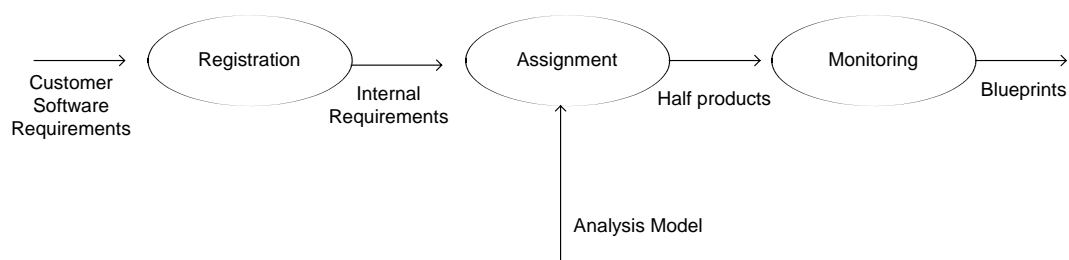 Registration
Assignment
Monitoring
Customer
Software
Requirements
Internal
Requirements
Half products
Blueprints
Analysis Model